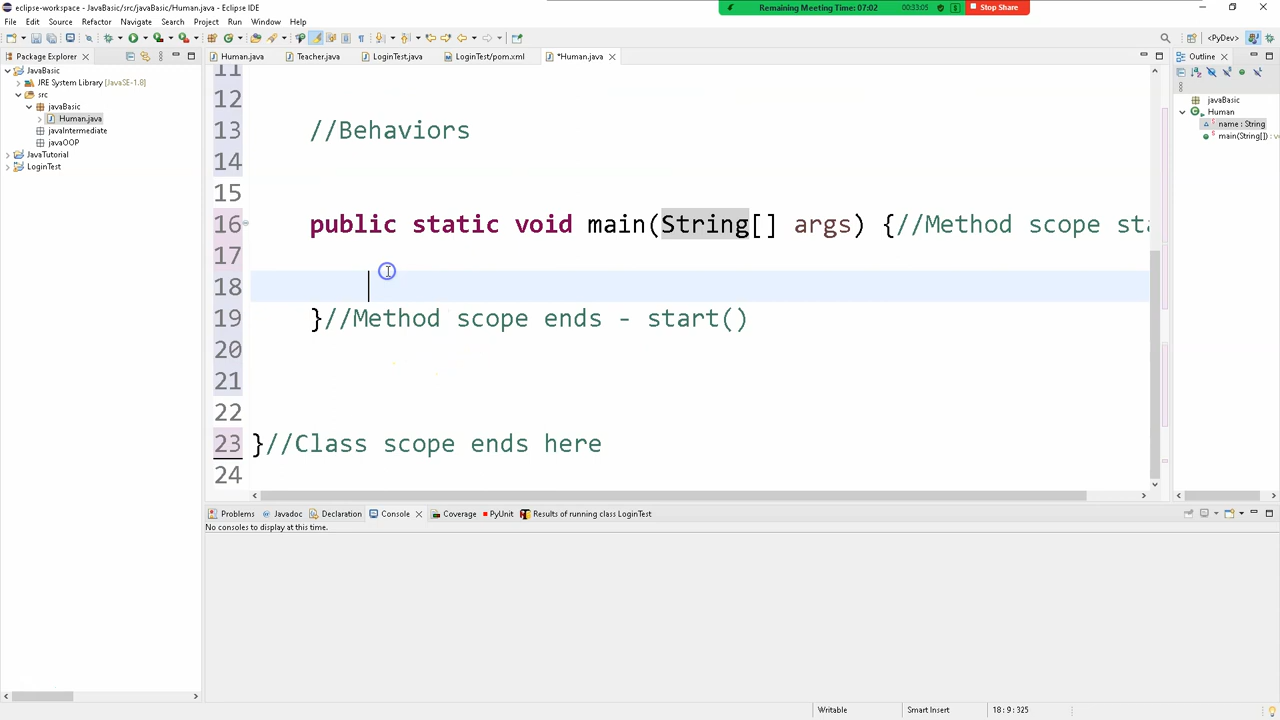 eclipse-workspace - JavaBasic/src/javaBasic/Human.java - Eclipse IDE
Remaining Meeting Time: 07:02
00:33:05
Stop Share
File Edit Source Refactor Navigate Search Project Run Window Help
<PyDev>
Package Explorer
Human.java
Teacher.java
LoginTest.java
LoginTest/pom.xml
*Human.java
Outline
JavaBasic
JRE System Library [JavaSE-1.8]
src
javaBasic
Human.java
javaIntermediate
javaOOP
JavaTutorial
LoginTest
11
12
13 //Behaviors
14
15
16 public static void main(String[] args) {//Method scope sta
17
18
19 }//Method scope ends - start()
20
21
22
23 }//Class scope ends here
24
javaBasic
Human
name : String
main(String[]) : v
Problems
Javadoc
Declaration
Console
Coverage
PyUnit
Results of running class LoginTest
No consoles to display at this time.
Writable
Smart Insert
18 : 9 : 325